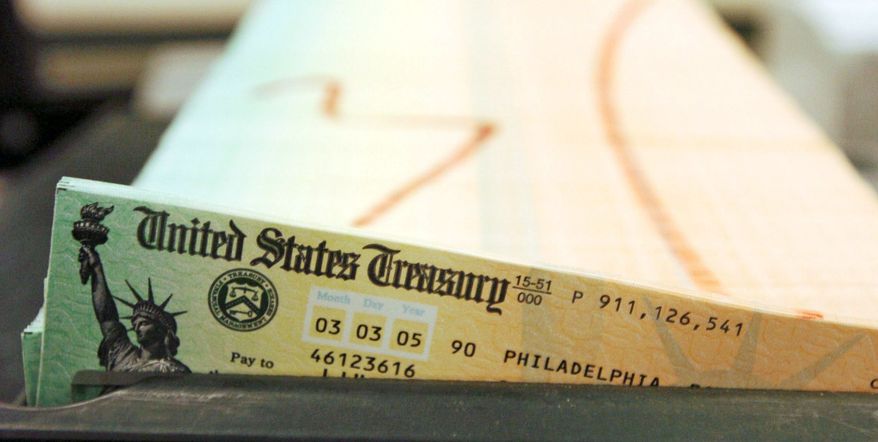 United States Treasury 15-51 000 P 911,126,541
Month Day Year
03 03 05 90 PHILADELPHIA,
Pay to 46123616